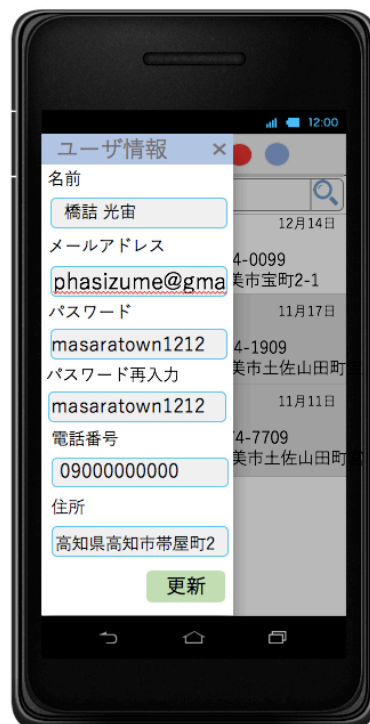 12:00
ユーザ情報 ×
名前
橋詰 光宙
メールアドレス
phasizume@gma
パスワード
masaratown1212
パスワード再入力
masaratown1212
電話番号
09000000000
住所
高知県高知市帯屋町2
更新
12月14日
4-0099
美市宝町2-1
11月17日
4-1909
美市土佐山田町
11月11日
4-7709
美市土佐山田町